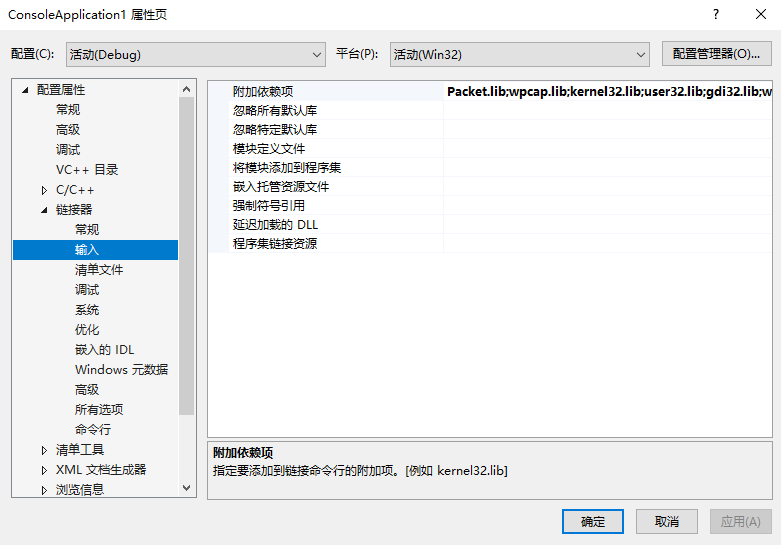 ConsoleApplication1 属性页
配置(C): 活动(Debug) 平台(P): 活动(Win32) 配置管理器(O)...
配置属性
常规
高级
调试
VC++ 目录
C/C++
链接器
常规
输入
清单文件
调试
系统
优化
嵌入的 IDL
Windows 元数据
高级
所有选项
命令行
清单工具
XML 文档生成器
浏览信息
附加依赖项 Packet.lib;wpcap.lib;kernel32.lib;user32.lib;gdi32.lib;w
忽略所有默认库
忽略特定默认库
模块定义文件
将模块添加到程序集
嵌入托管资源文件
强制符号引用
延迟加载的 DLL
程序集链接资源
附加依赖项
指定要添加到链接命令行的附加项。[例如 kernel32.lib]
确定 取消 应用(A)